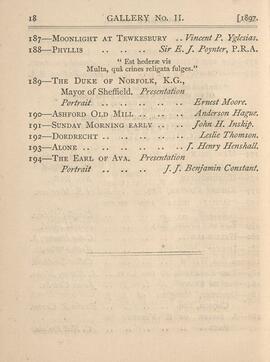 18 GALLERY No. II. [1897.
187—MOONLIGHT AT TEWKESBURY .. Vincent P. Yglesias.
188—PHYLLIS .. .. Sir E. J. Poynter, P.R.A.
" Est hederæ vis
Multa, quâ crines religata fulges."
189—THE DUKE OF NORFOLK, K.G.,
Mayor of Sheffield. Presentation
Portrait .. .. .. .. Ernest Moore.
190—ASHFORD OLD MILL .. .. Anderson Hague.
191—SUNDAY MORNING EARLY .. .. John H. Inskip.
192—DORDRECHT .. .. .. .. Leslie Thomson.
193—ALONE .. .. .. .. J. Henry Henshall.
194—THE EARL OF AVA. Presentation
Portrait .. .. .. J. J. Benjamin Constant.